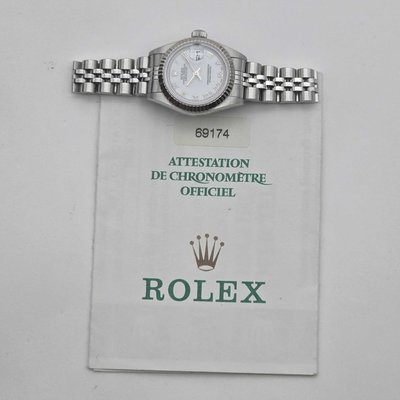 69174
ATTESTATION
DE CHRONOMÈTRE
OFFICIEL
ROLEX